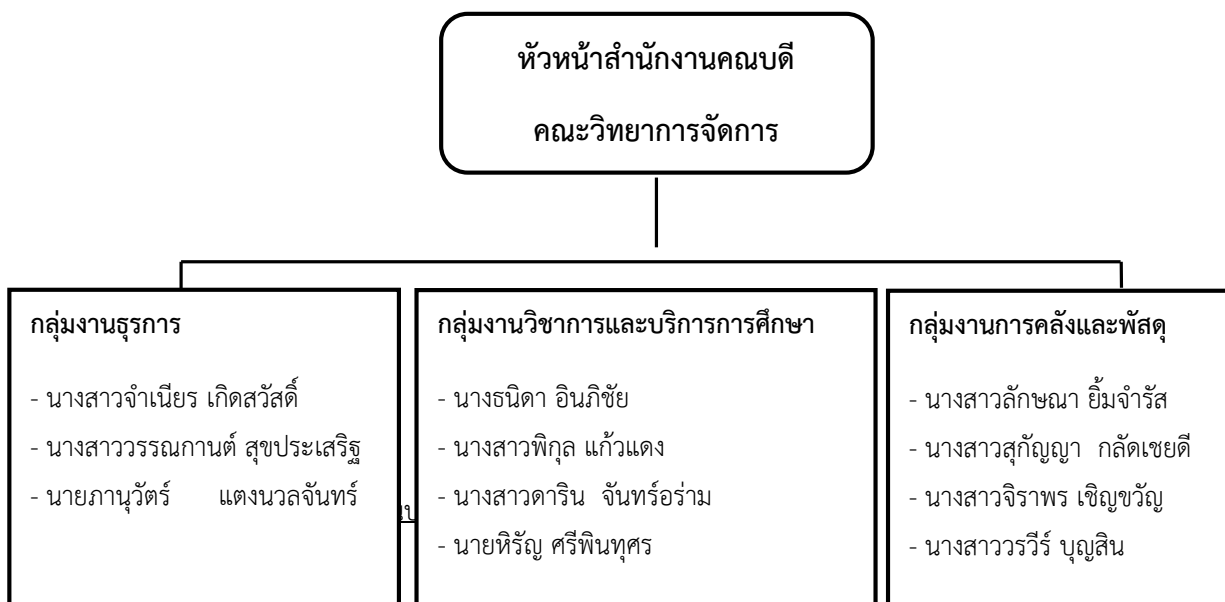 หัวหน้าสำนักงานคณบดี
คณะวิทยาการจัดการ
กลุ่มงานธุรการ
- นางสาวจำเนียร เกิดสวัสดิ์
- นางสาววรรณกานต์ สุขประเสริฐ
- นายภานุวัตร์ แตงนวลจันทร์
กลุ่มงานวิชาการและบริการการศึกษา
- นางธนิดา อินภิชัย
- นางสาวพิกุล แก้วแดง
- นางสาวดาริน จันทร์อร่าม
- นายหิรัญ ศรีพินทุศร
กลุ่มงานการคลังและพัสดุ
- นางสาวลักษณา ยิ้มจำรัส
- นางสาวสุกัญญา กลัดเชยดี
- นางสาวจิราพร เชิญขวัญ
- นางสาววรวีร์ บุญสิน